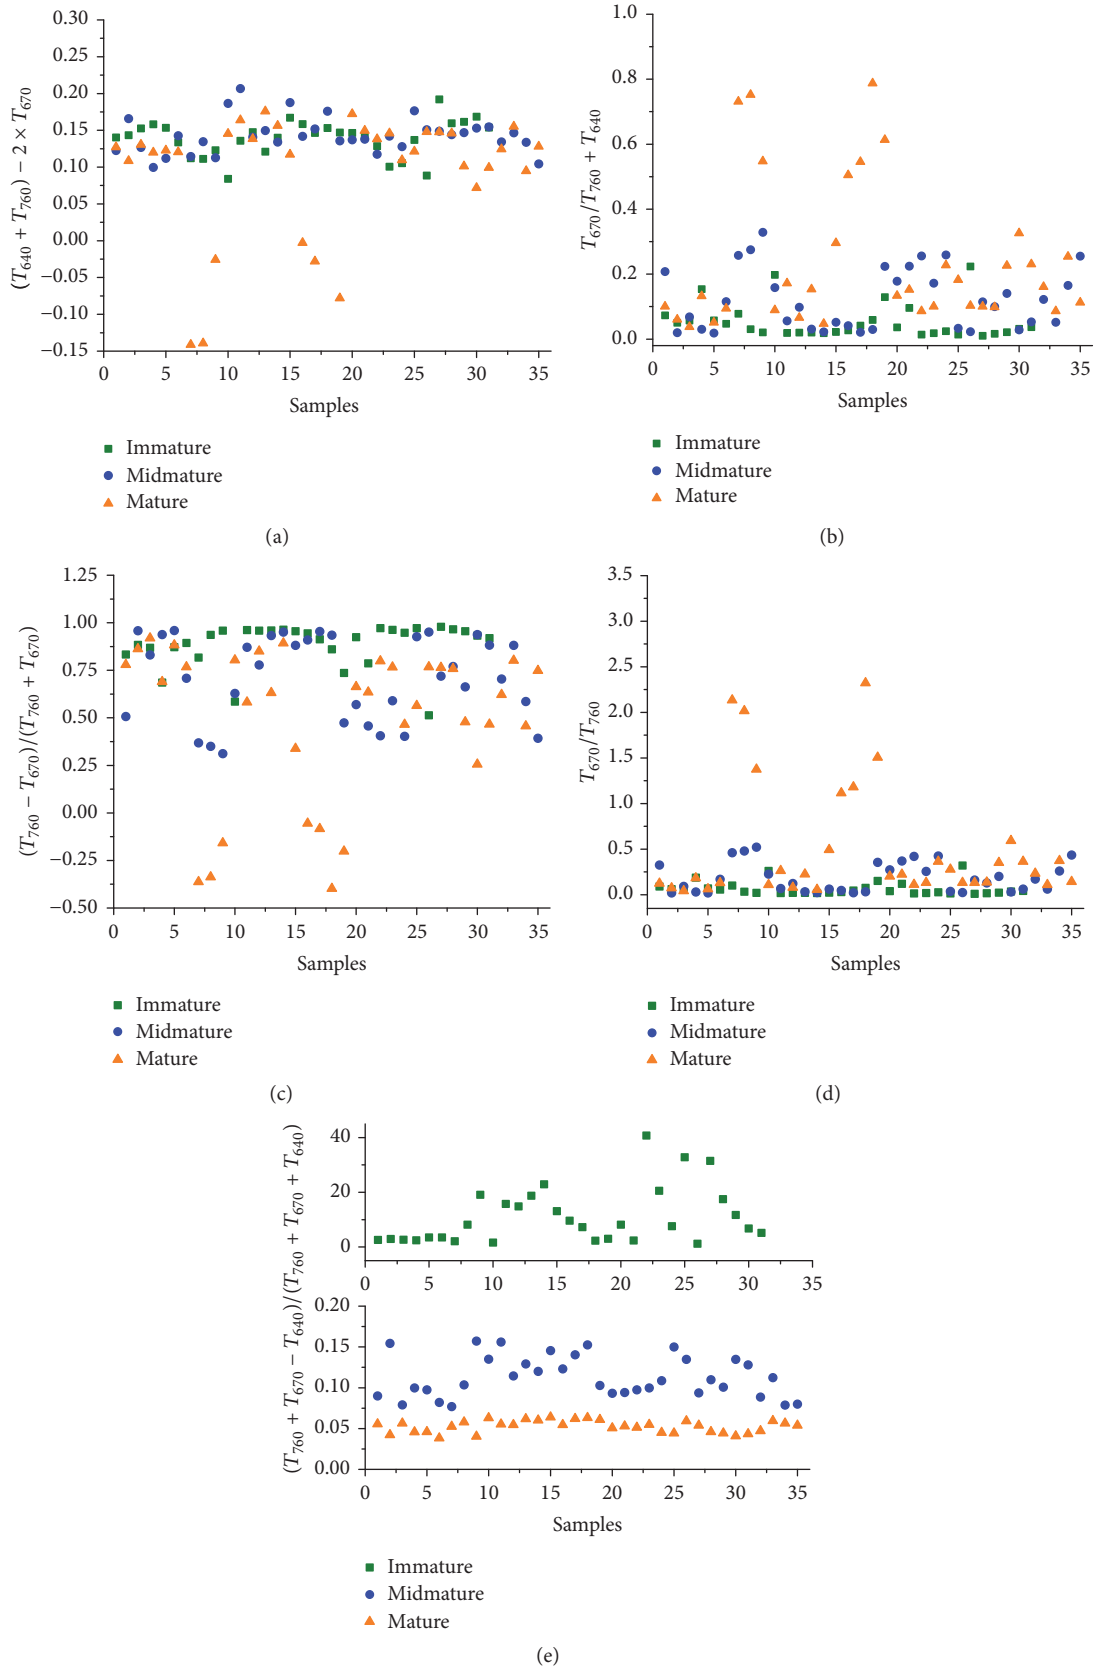 0.30
0.25
0.20
0.15
0.10
0.05
0.00
−0.05
−0.10
−0.15
(T640 + T760) − 2 × T670
0 5 10 15 20 25 30 35
Samples
Immature
Midmature
Mature
(a)
1.0
0.8
0.6
0.4
0.2
0.0
T670/T760 + T640
0 5 10 15 20 25 30 35
Samples
Immature
Midmature
Mature
(b)
1.25
1.00
0.75
0.50
0.25
0.00
−0.25
−0.50
(T760 − T670)/(T760 + T670)
0 5 10 15 20 25 30 35
Samples
Immature
Midmature
Mature
(c)
3.5
3.0
2.5
2.0
1.5
1.0
0.5
0.0
T670/T760
0 5 10 15 20 25 30 35
Samples
Immature
Midmature
Mature
(d)
40
20
0
0 5 10 15 20 25 30 35
(T760 + T670 − T640)/(T760 + T670 + T640)
0.20
0.15
0.10
0.05
0.00
0 5 10 15 20 25 30 35
Samples
Immature
Midmature
Mature
(e)